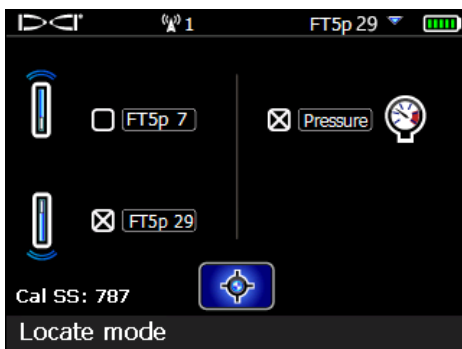 DCI 1 FT5p 29
FT5p 7 Pressure
FT5p 29
Cal SS: 787
Locate mode